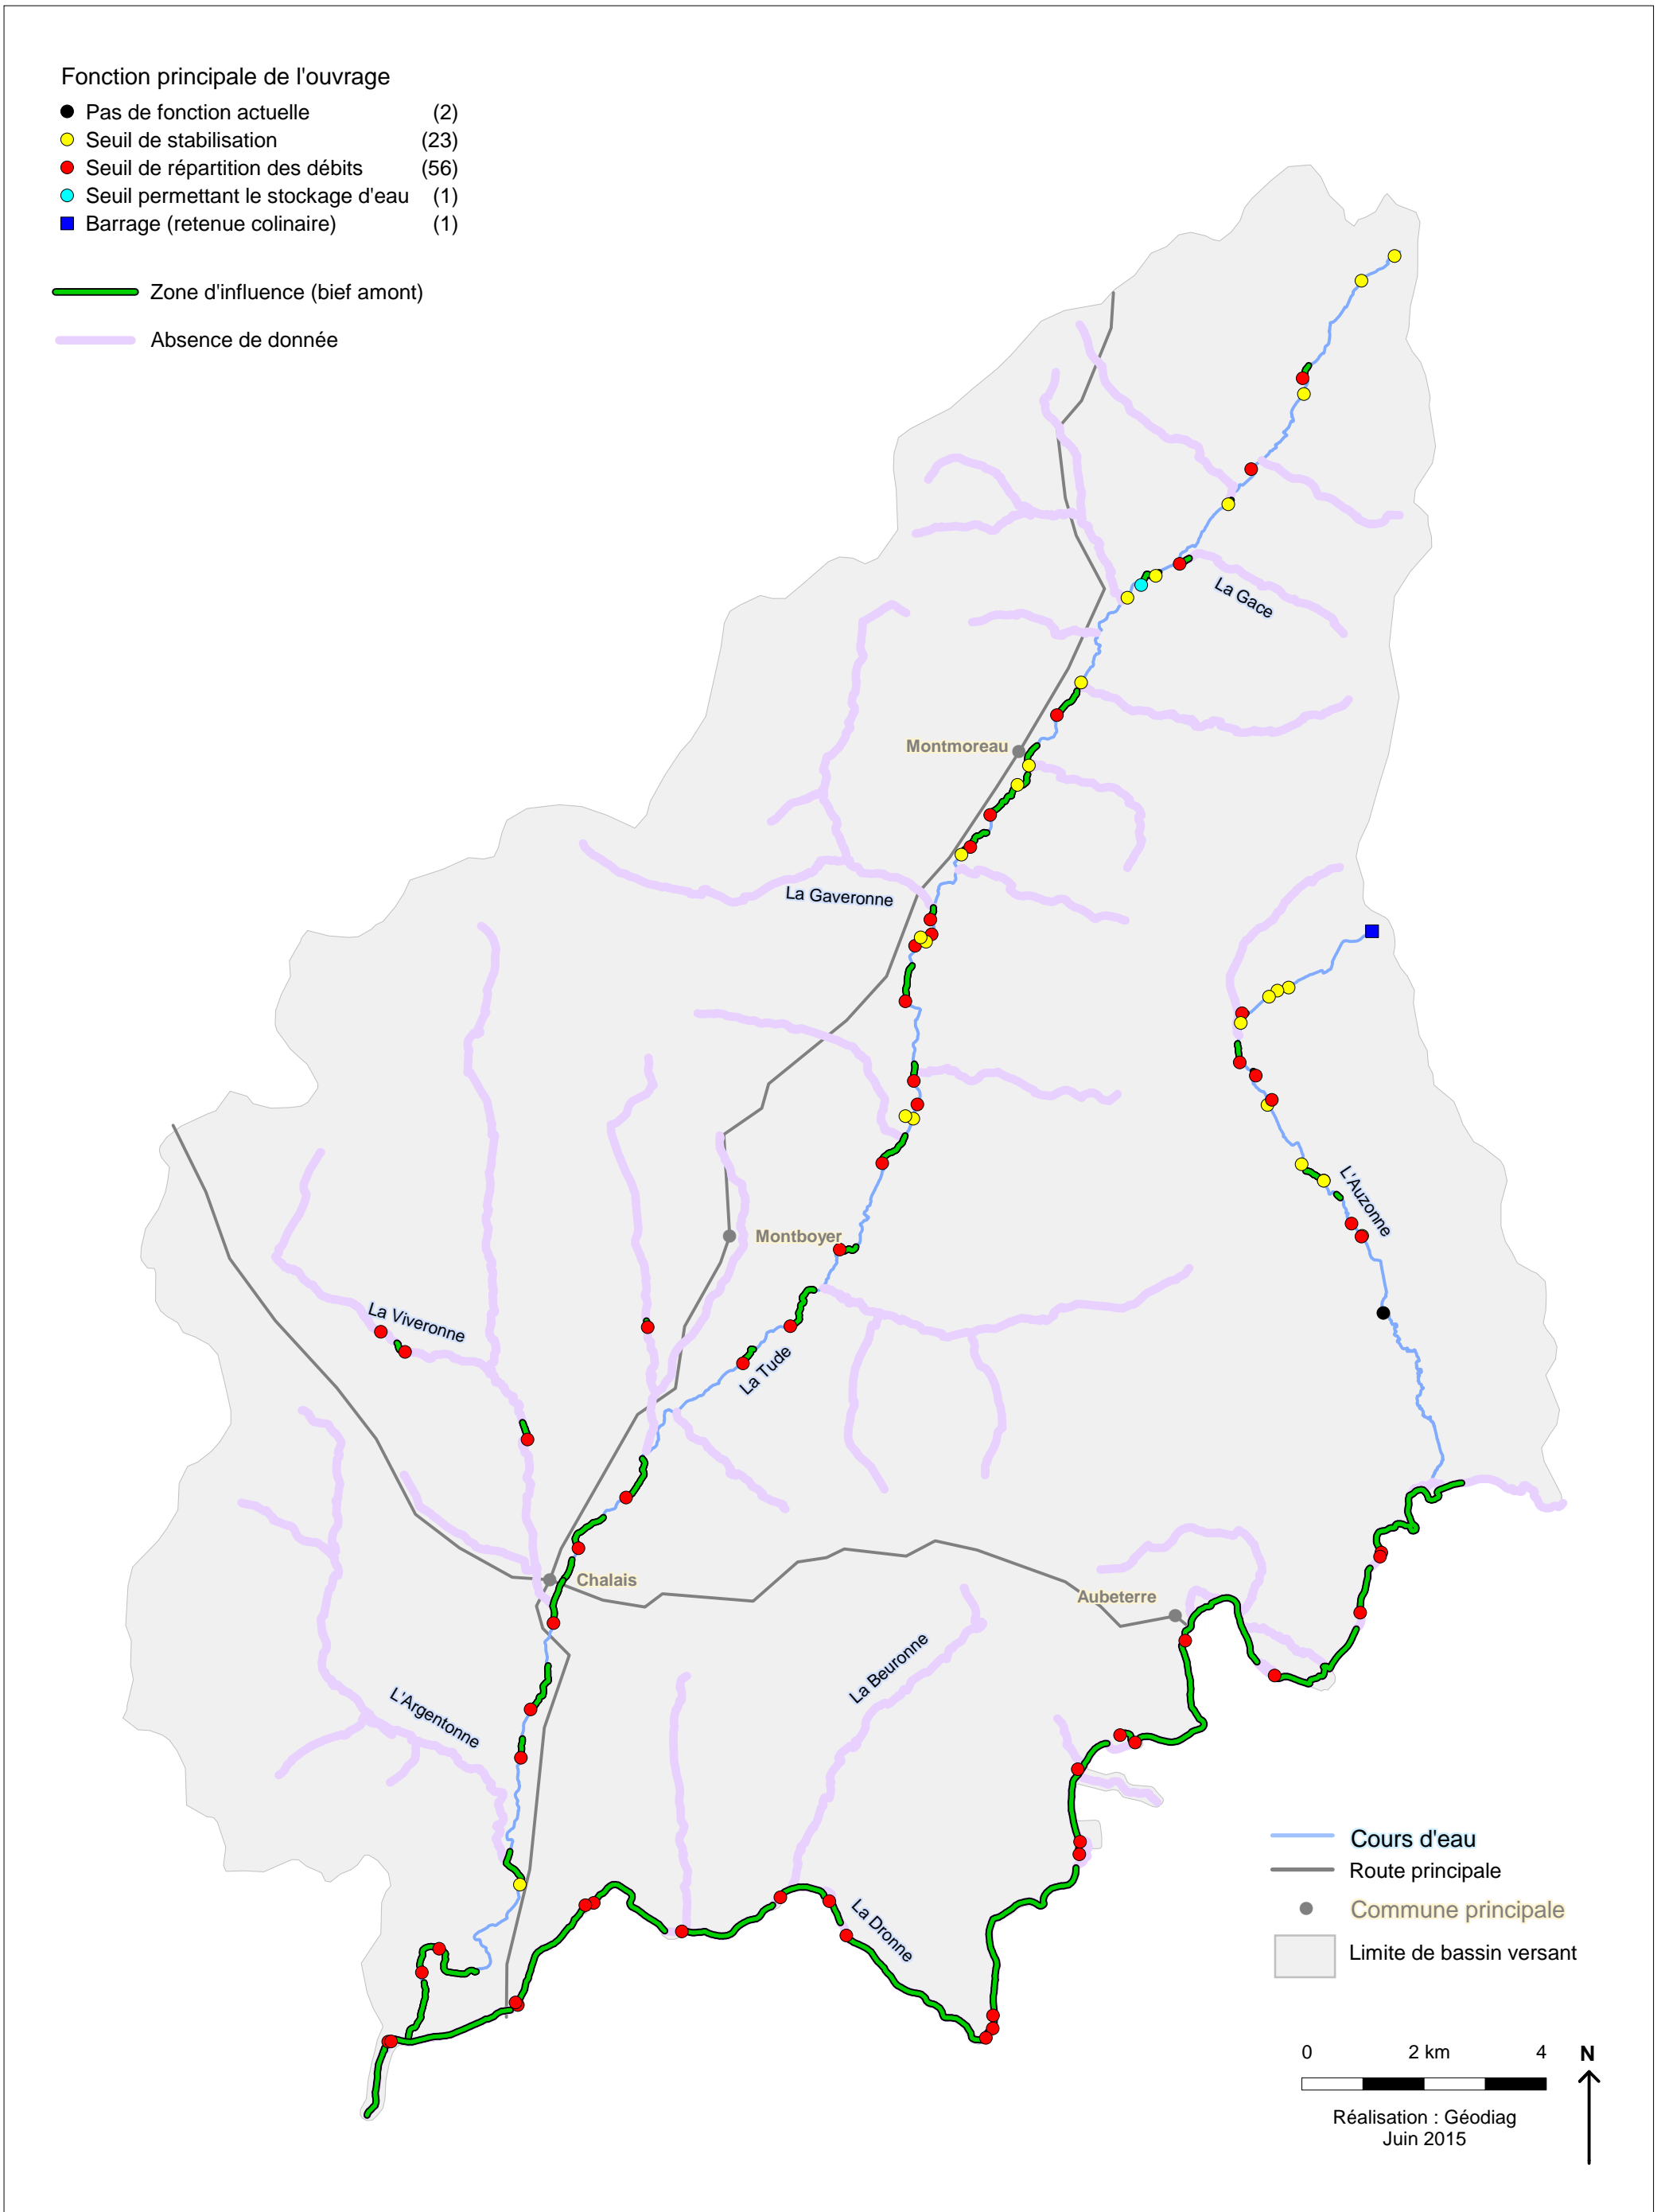 Fonction principale de l'ouvrage
Pas de fonction actuelle (2)
Seuil de stabilisation (23)
Seuil de répartition des débits (56)
Seuil permettant le stockage d'eau (1)
Barrage (retenue colinaire) (1)
Zone d'influence (bief amont)
Absence de donnée
La Gace
Montmoreau
La Gaveronne
L'Auzonne
Montboyer
La Viveronne
La Tude
Chalais
Aubeterre
La Beuronne
L'Argentonne
La Dronne
Cours d'eau
Route principale
Commune principale
Limite de bassin versant
0 2 km 4
N
Réalisation : Géodiag
Juin 2015